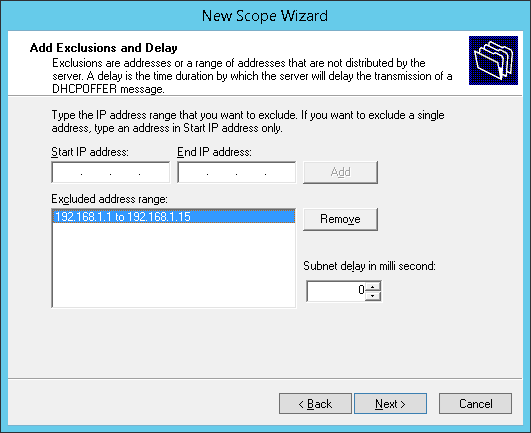 New Scope Wizard
Add Exclusions and Delay
Exclusions are addresses or a range of addresses that are not distributed by the
server. A delay is the time duration by which the server will delay the transmission of a
DHCPOFFER message.
Type the IP address range that you want to exclude. If you want to exclude a single
address, type an address in Start IP address only.
Start IP address:
End IP address:
Add
Excluded address range:
192.168.1.1 to 192.168.1.15
Remove
Subnet delay in milli second:
0
< Back
Next >
Cancel